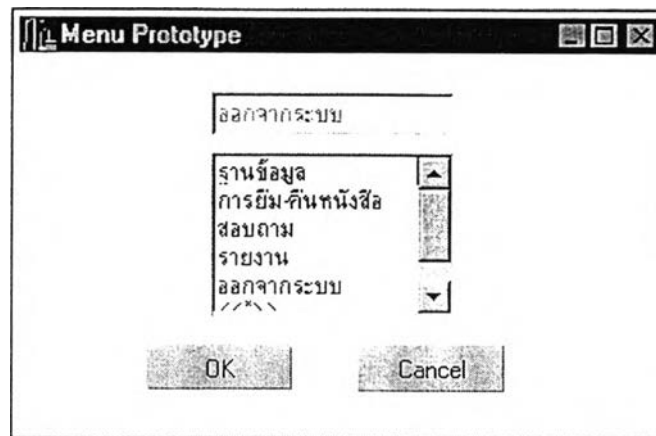 Menu Prototype
ออกจากระบบ
ฐานข้อมูล
การยืม-คืนหนังสือ
สอบถาม
รายงาน
ออกจากระบบ
OK
Cancel